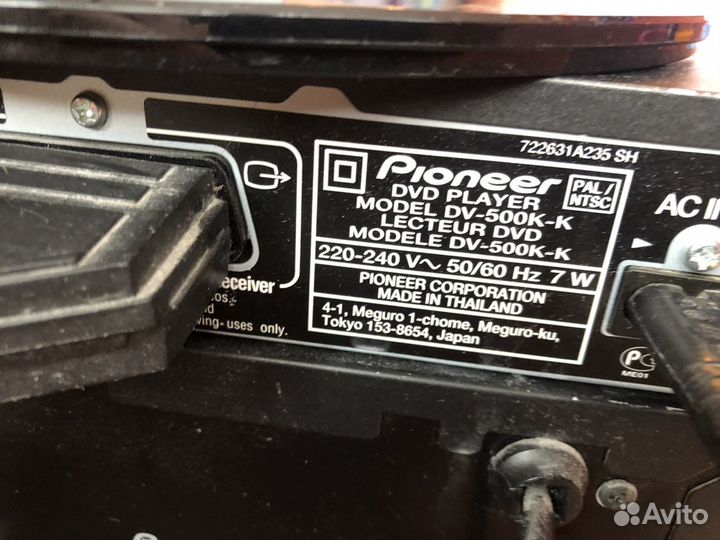 722631A235 SH
Pioneer
PAL/
NTSC
DVD PLAYER
MODEL DV-500K-K
LECTEUR DVD
MODELE DV-500K-K
220-240 V~ 50/60 Hz 7 W
PIONEER CORPORATION
MADE IN THAILAND
4-1, Meguro 1-chome, Meguro-ku,
Tokyo 153-8654, Japan
AC
uses only.
ME01
Avito